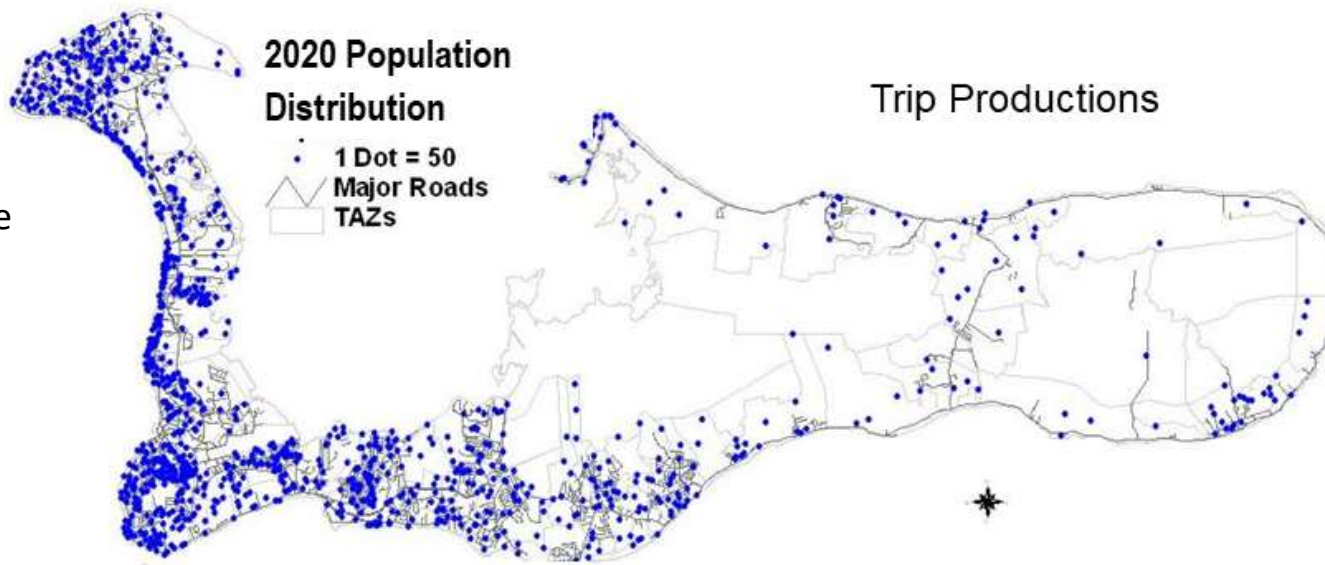 2020 Population
Distribution
1 Dot = 50
Major Roads
TAZs
Trip Productions
e